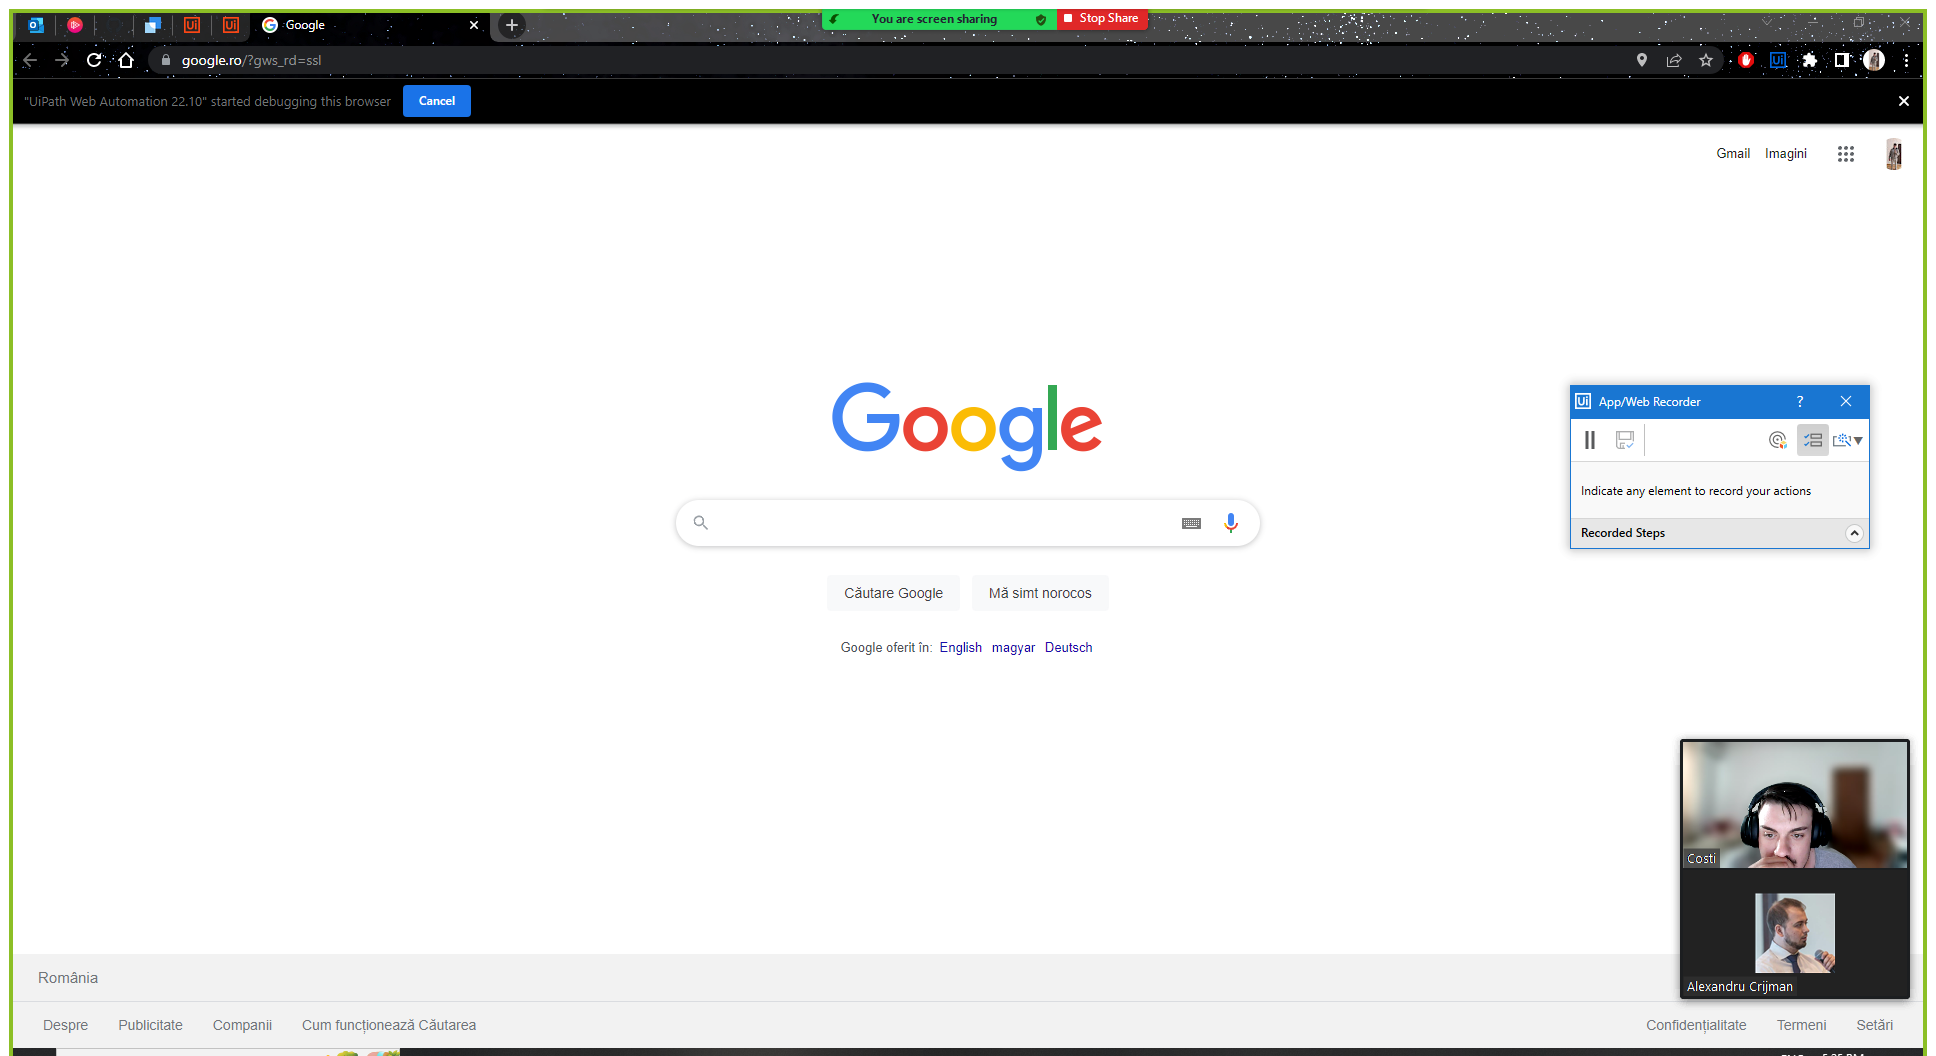 Google
You are screen sharing
Stop Share
google.ro/?gws_rd=ssl
"UiPath Web Automation 22.10" started debugging this browser
Cancel
Gmail Imagini
Google
Ui App/Web Recorder ?
Indicate any element to record your actions
Recorded Steps
Căutare Google
Mă simt norocos
Google oferit în: English magyar Deutsch
Costi
Alexandru Crijman
România
Despre Publicitate Companii Cum funcționează Căutarea
Confidențialitate Termeni Setări